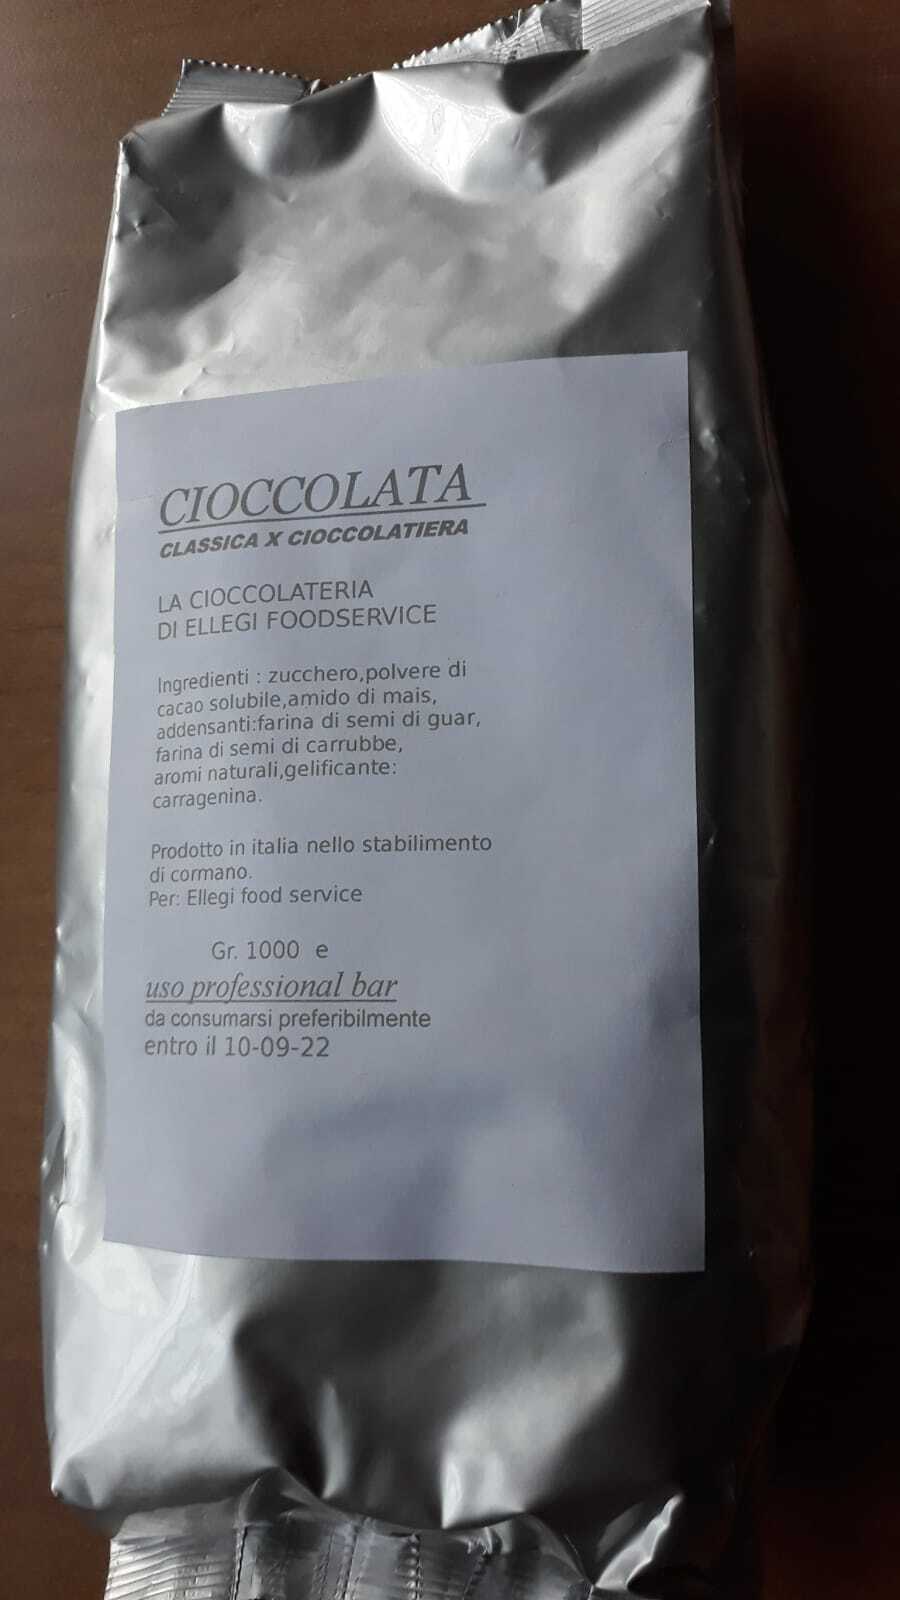 CIOCCOLATA
CLASSICA X CIOCCOLATIERA
LA CIOCCOLATERIA
DI ELLEGI FOODSERVICE
Ingredienti : zucchero,polvere di
cacao solubile,amido di mais,
addensanti:farina di semi di guar,
farina di semi di carrubbe,
aromi naturali,gelificante:
carragenina.
Prodotto in italia nello stabilimento
di cormano.
Per: Ellegi food service
Gr. 1000 e
uso professional bar
da consumarsi preferibilmente
entro il 10-09-22